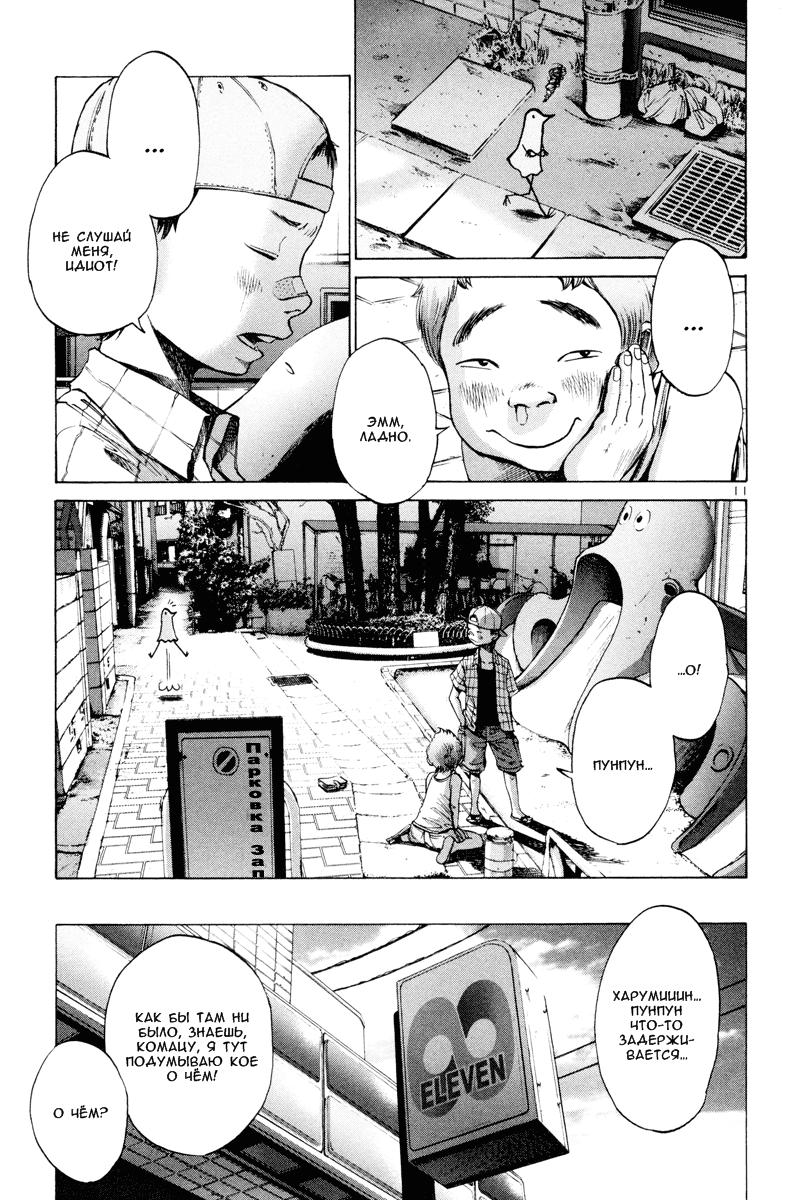 ...
ЭММ,
ЛАДНО.
...
НЕ СЛУШАЙ
МЕНЯ,
ИДИОТ!
11
...О!
ПУНПУН...
Парковка Зап
ХАРУМИИИН...
ПУНПУН
ЧТО-ТО
ЗАДЕРЖИ-
ВАЕТСЯ...
8
ELEVEN
КАК БЫ ТАМ НИ
БЫЛО, ЗНАЕШЬ,
КОМАЦУ, Я ТУТ
ПОДУМЫВАЮ КОЕ
О ЧЁМ!
О ЧЁМ?